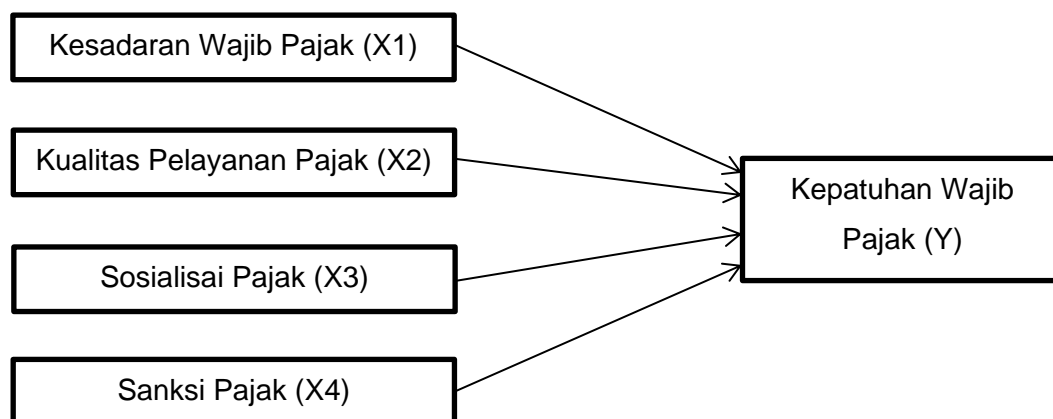 Kesadaran Wajib Pajak (X1)
Kualitas Pelayanan Pajak (X2)
Sosialisai Pajak (X3)
Sanksi Pajak (X4)
Kepatuhan Wajib
Pajak (Y)